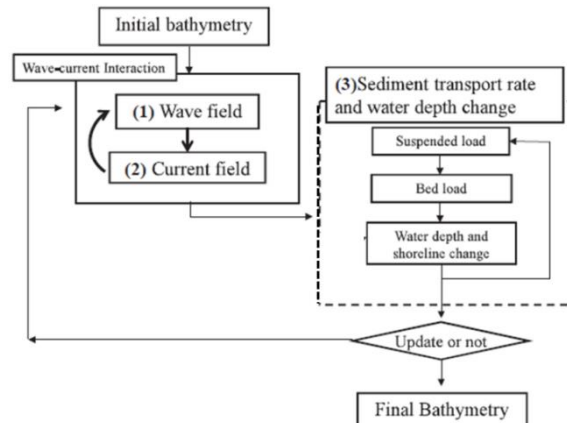 Initial bathymetry
Wave-current Interaction
(1) Wave field
(2) Current field
(3)Sediment transport rate
and water depth change
Suspended load
Bed load
Water depth and
shoreline change
Update or not
Final Bathymetry